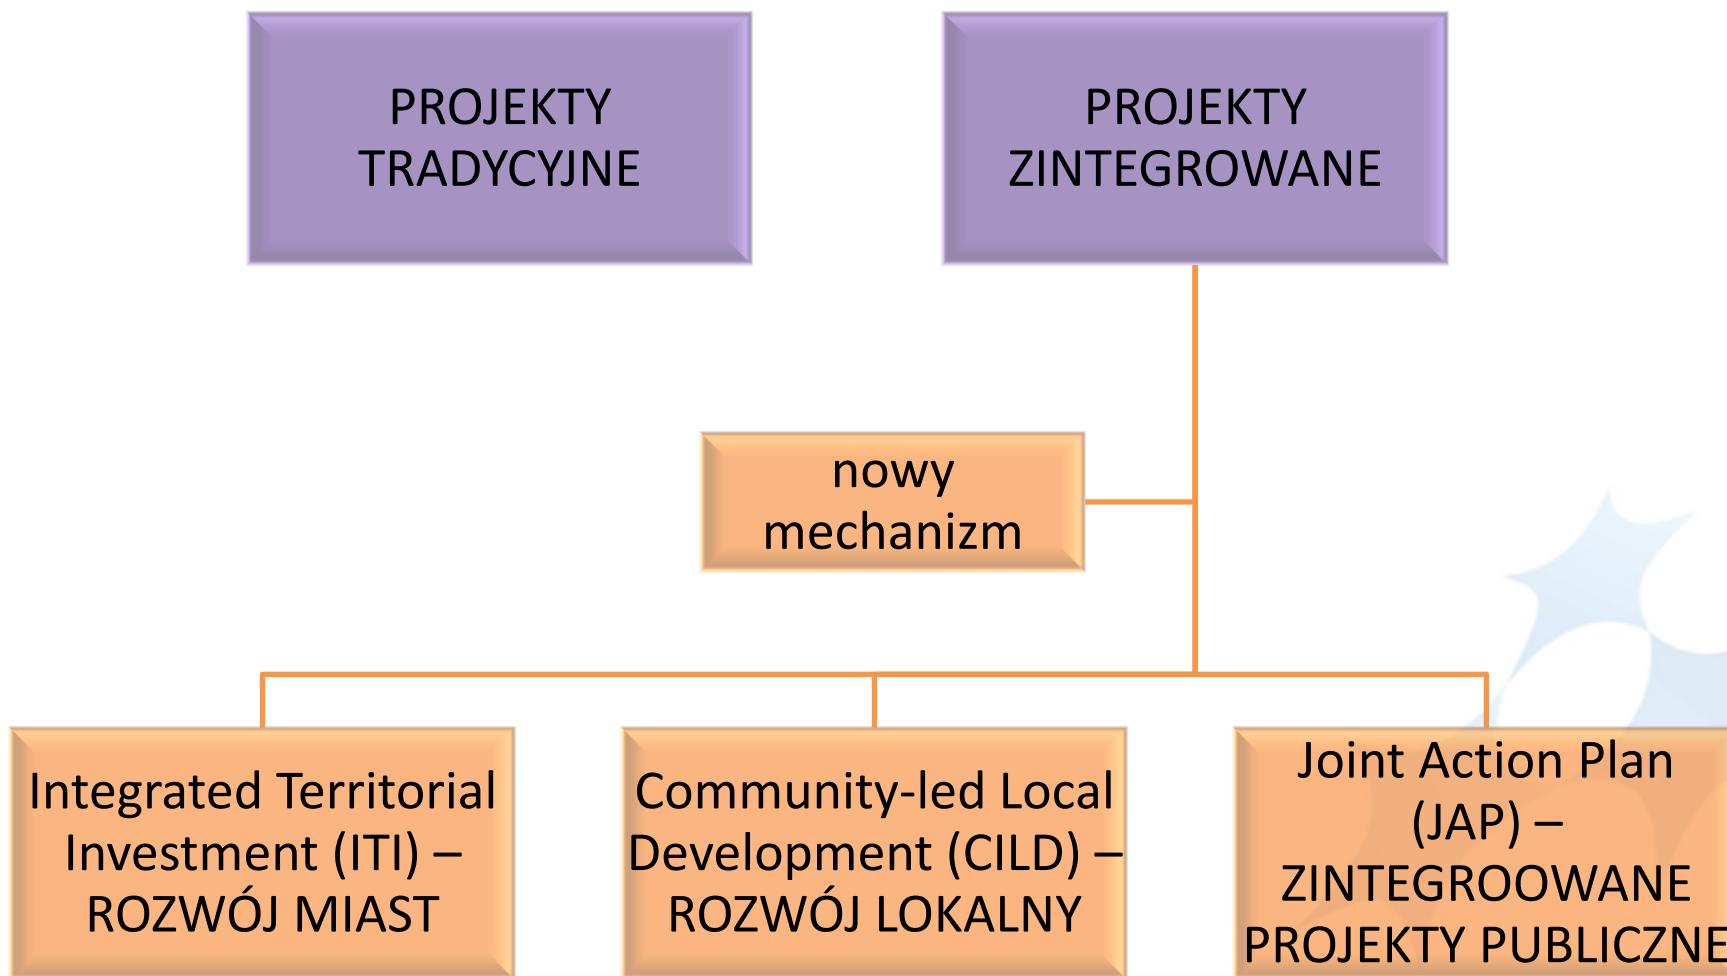 PROJEKTY
TRADYCYJNE
PROJEKTY
ZINTEGROWANE
nowy
mechanizm
Integrated Territorial
Investment (ITI) –
ROZWÓJ MIAST
Community-led Local
Development (CILD) –
ROZWÓJ LOKALNY
Joint Action Plan
(JAP) –
ZINTEGROOWANE
PROJEKTY PUBLICZNE